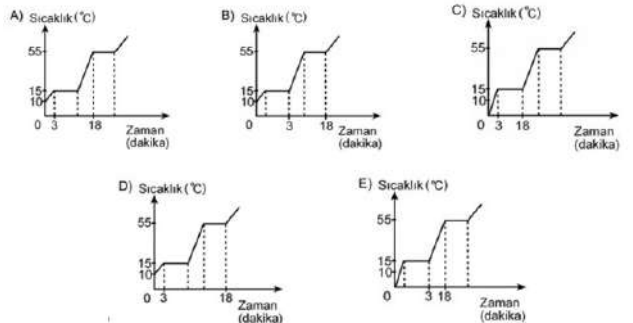 A) Sıcaklık (°C)
55
15
10
0 3 18 Zaman
(dakika)
B) Sıcaklık (°C)
55
15
10
0 3 18 Zaman
(dakika)
C) Sıcaklık (°C)
55
15
10
0 3 18 Zaman
(dakika)
D) Sıcaklık (°C)
55
15
10
0 3 18 Zaman
(dakika)
E) Sıcaklık (°C)
55
15
10
0 3 18 Zaman
(dakika)